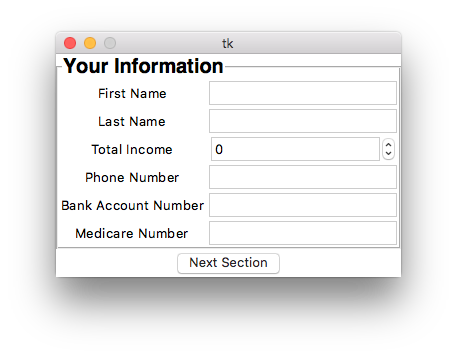 tk
Your Information
First Name
Last Name
Total Income 0
Phone Number
Bank Account Number
Medicare Number
Next Section